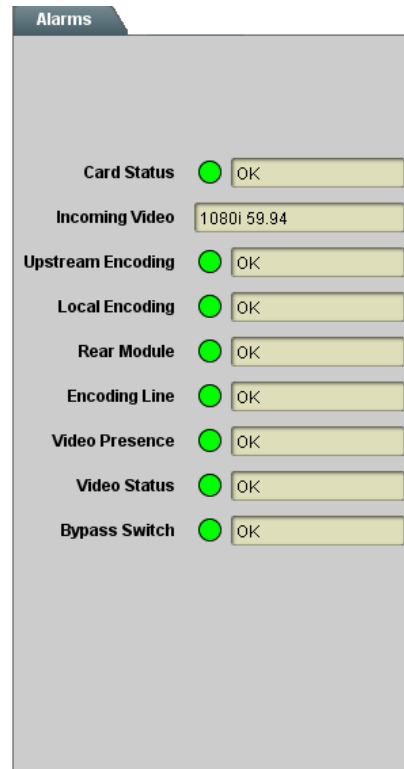 Alarms
Card Status OK
Incoming Video 1080i 59.94
Upstream Encoding OK
Local Encoding OK
Rear Module OK
Encoding Line OK
Video Presence OK
Video Status OK
Bypass Switch OK